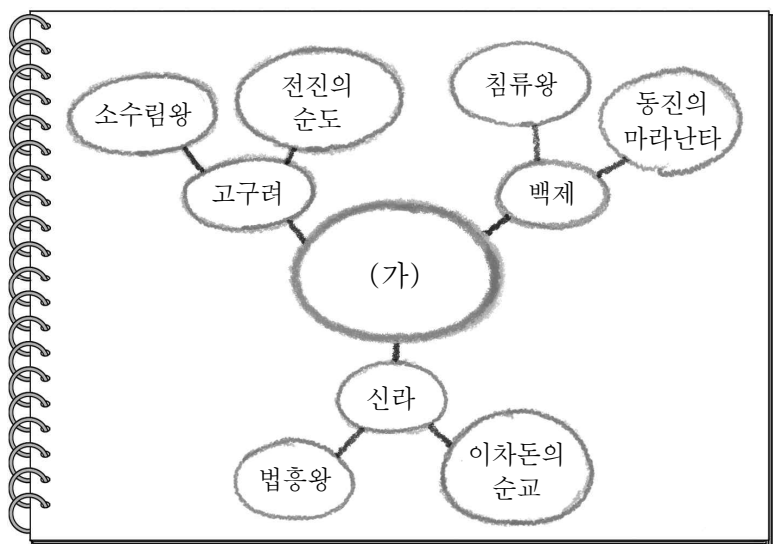 소수림왕
전진의
순도
고구려
침류왕
동진의
마라난타
백제
(가)
신라
법흥왕
이차돈의
순교